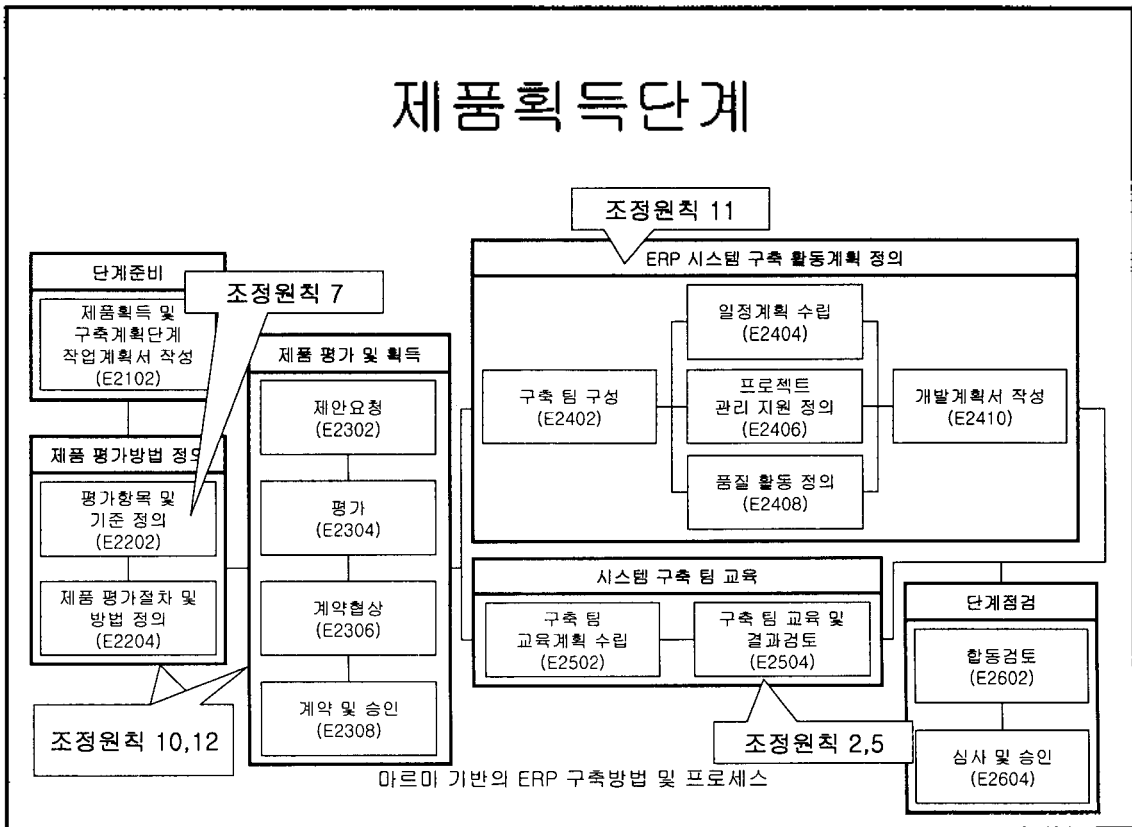 제품획득단계
조정원칙 11
단계준비
제품획득 및
구축계획단계
작업계획서 작성
(E2102)
조정원칙 7
제품 평가방법 정의
평가항목 및
기준 정의
(E2202)
제품 평가절차 및
방법 정의
(E2204)
조정원칙 10,12
제품 평가 및 획득
제안요청
(E2302)
평가
(E2304)
계약협상
(E2306)
계약 및 승인
(E2308)
ERP 시스템 구축 활동계획 정의
구축 팀 구성
(E2402)
일정계획 수립
(E2404)
프로젝트
관리 지원 정의
(E2406)
품질 활동 정의
(E2408)
개발계획서 작성
(E2410)
시스템 구축 팀 교육
구축 팀
교육계획 수립
(E2502)
구축 팀 교육 및
결과검토
(E2504)
조정원칙 2,5
단계점검
합동검토
(E2602)
심사 및 승인
(E2604)
마르미 기반의 ERP 구축방법 및 프로세스